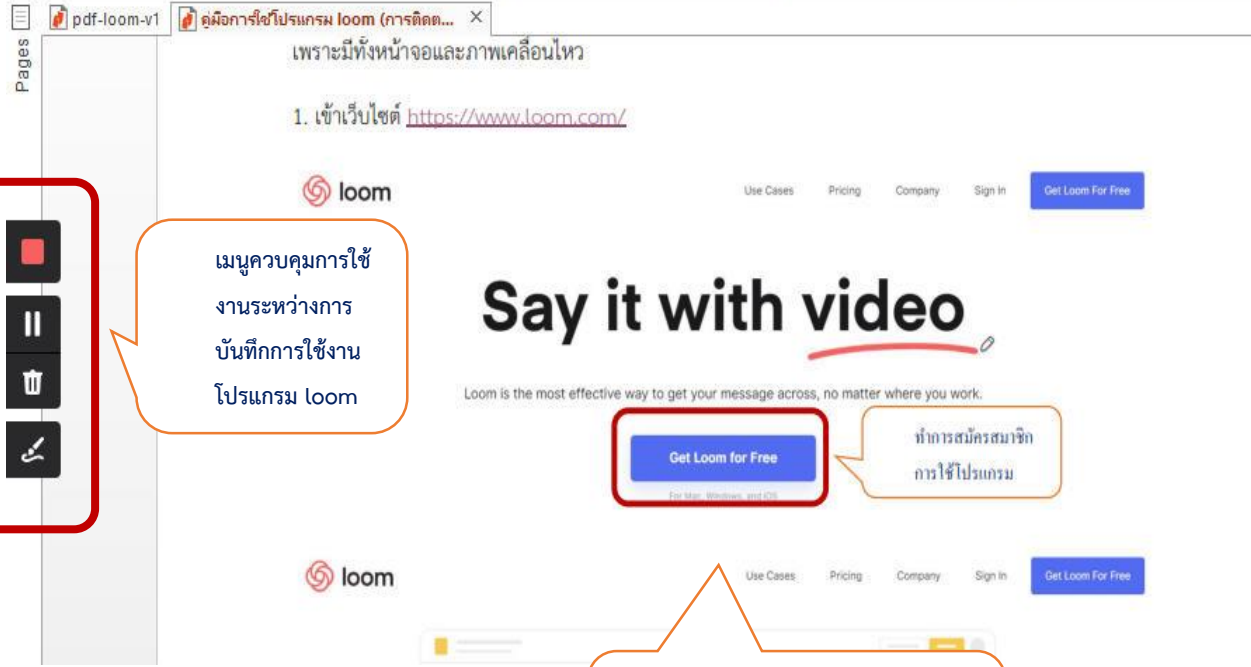 pdf-loom-v1
คู่มือการใช้โปรแกรม loom (การติดต...
Pages
เพราะมีทั้งหน้าจอและภาพเคลื่อนไหว
1. เข้าเว็บไซต์ https://www.loom.com/
loom
Use Cases Pricing Company Sign In Get Loom For Free
เมนูควบคุมการใช้
งานระหว่างการ
บันทึกการใช้งาน
โปรแกรม loom
Say it with video
Loom is the most effective way to get your message across, no matter where you work.
Get Loom for Free
For Mac, Windows, and iOS
ทำการสมัครสมาชิก
การใช้โปรแกรม
loom
Use Cases Pricing Company Sign In Get Loom For Free